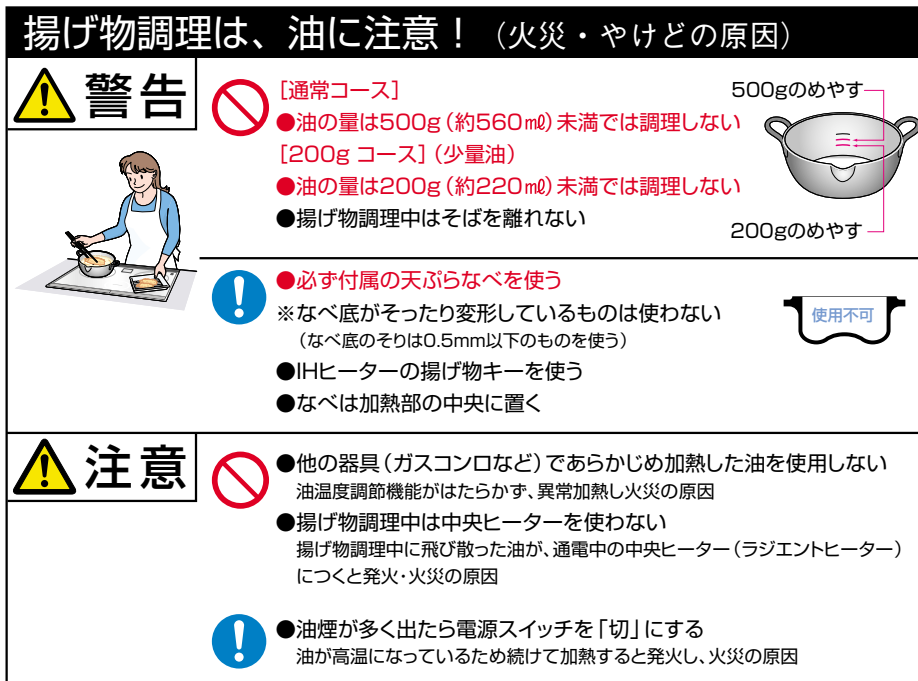 揚げ物調理は、油に注意！（火災・やけどの原因）
警告
［通常コース］
●油の量は500g（約560㎖）未満では調理しない
［200g コース］（少量油）
●油の量は200g（約220㎖）未満では調理しない
●揚げ物調理中はそばを離れない
500gのめやす
200gのめやす
●必ず付属の天ぷらなべを使う
※なべ底がそったり変形しているものは使わない
（なべ底のそりは0.5mm以下のものを使う）
●IHヒーターの揚げ物キーを使う
●なべは加熱部の中央に置く
使用不可
注意
●他の器具（ガスコンロなど）であらかじめ加熱した油を使用しない
油温度調節機能がはたらかず、異常加熱し火災の原因
●揚げ物調理中は中央ヒーターを使わない
揚げ物調理中に飛び散った油が、通電中の中央ヒーター（ラジエントヒーター）
につくと発火・火災の原因
●油煙が多く出たら電源スイッチを「切」にする
油が高温になっているため続けて加熱すると発火し、火災の原因